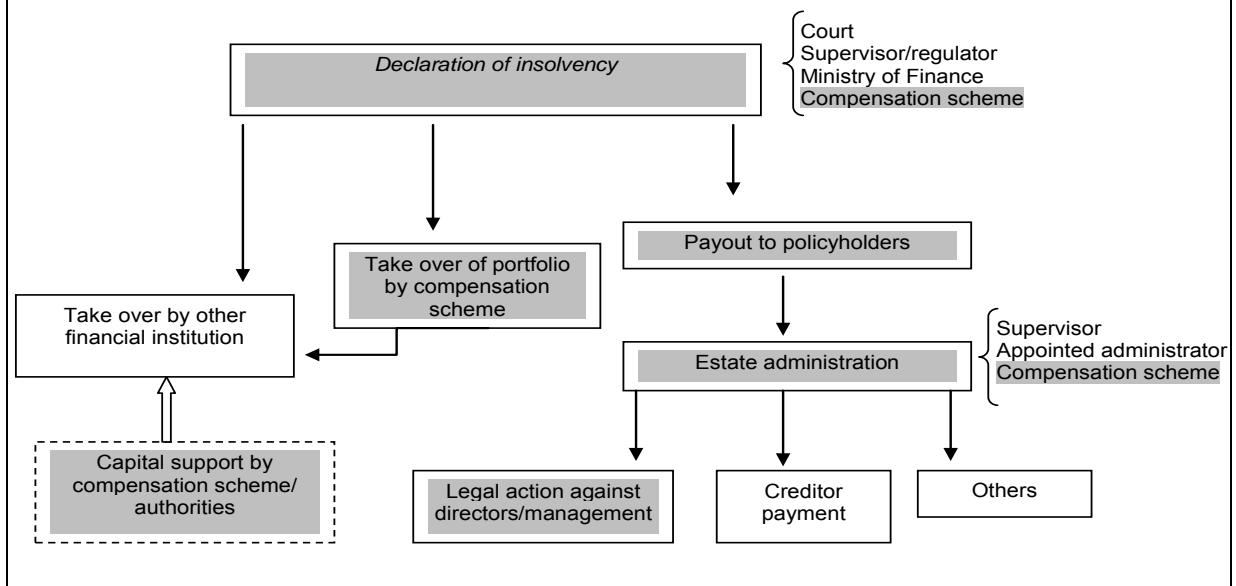 Declaration of insolvency
Court
Supervisor/regulator
Ministry of Finance
Compensation scheme
Take over of portfolio
by compensation
scheme
Payout to policyholders
Take over by other
financial institution
Estate administration
Supervisor
Appointed administrator
Compensation scheme
Capital support by
compensation scheme/
authorities
Legal action against
directors/management
Creditor
payment
Others